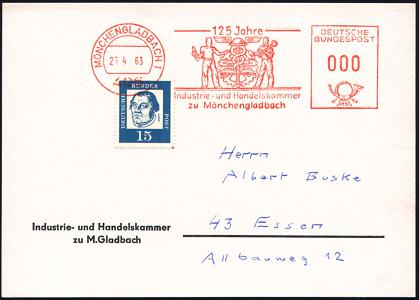 MÖNCHENGLADBACH 1
23.4.63
125 Jahre
Industrie- und Handelskammer
zu Mönchengladbach
DEUTSCHE
BUNDESPOST
000
DEUTSCHE
BUNDES
POST
15
Herrn
Albert Buske
43 Essen
Allbauweg 12
Industrie- und Handelskammer
zu M.Gladbach